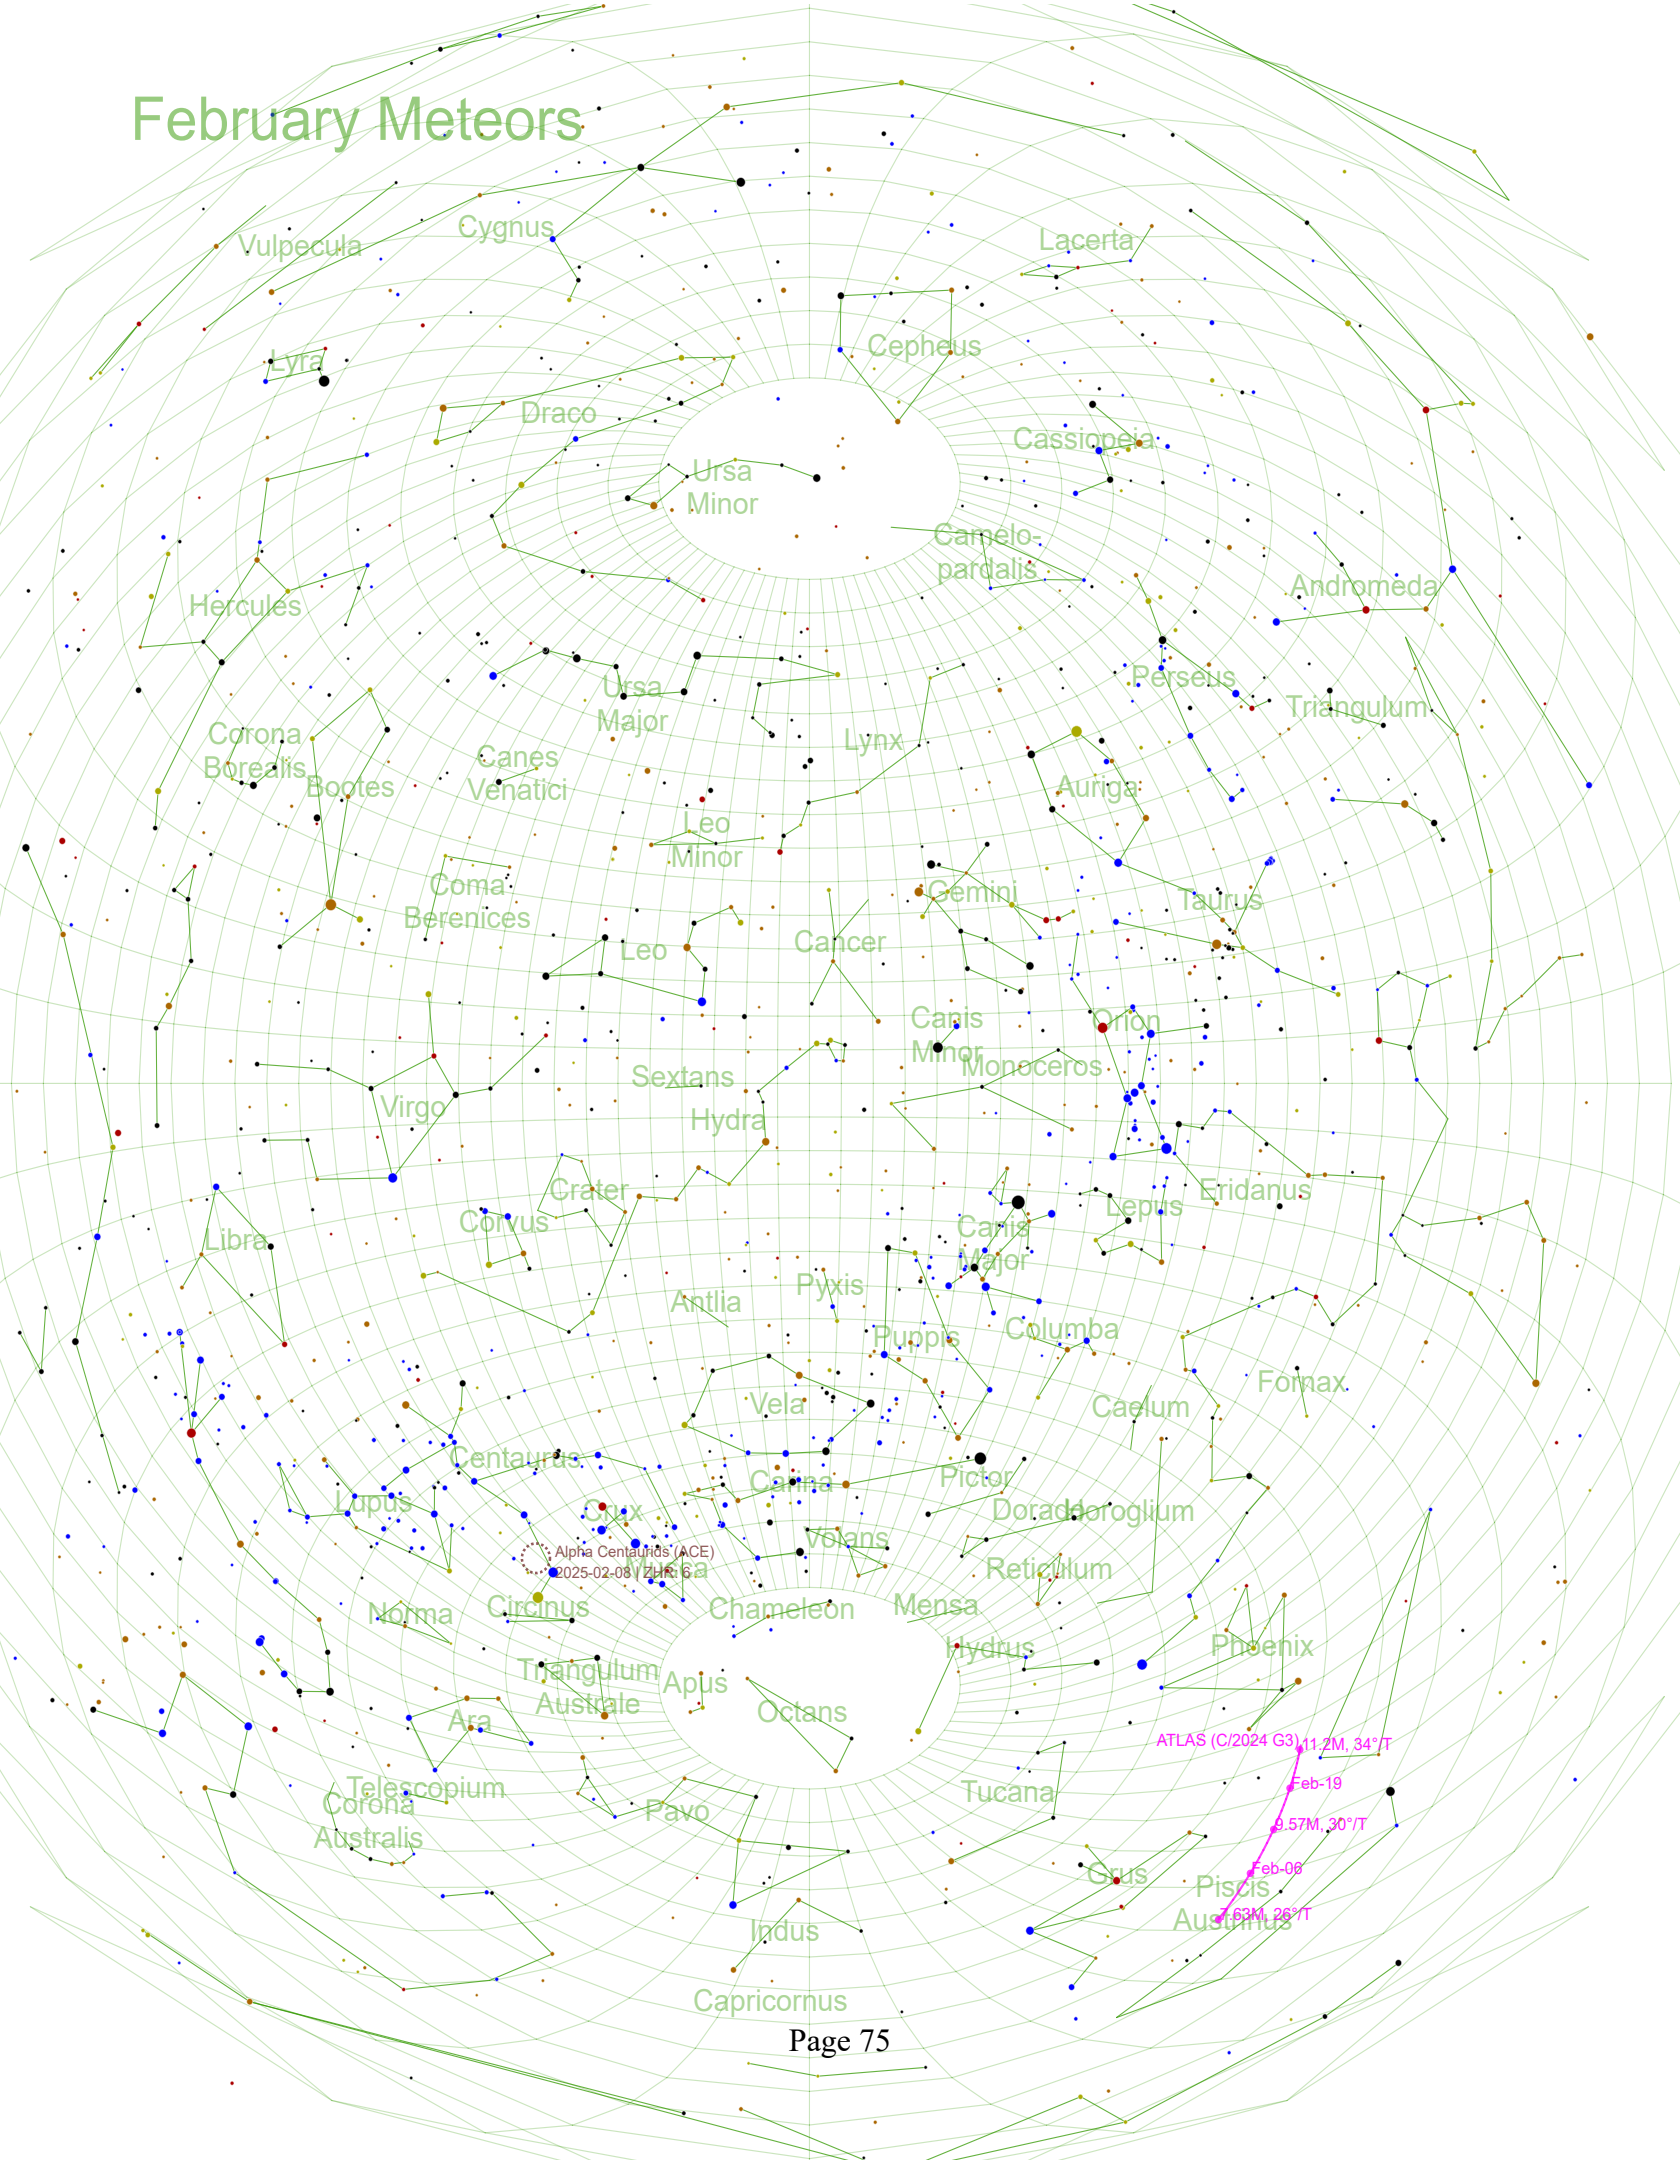 February Meteors
Vulpecula
Cygnus
Lacerta
Lyra
Cepheus
Draco
Cassiopeia
Ursa
Minor
Camelo-
pardalis
Andromeda
Hercules
Ursa
Major
Perseus
Triangulum
Corona
Borealis
Bootes
Canes
Venatici
Lynx
Auriga
Leo
Minor
Coma
Berenices
Gemini
Taurus
Leo
Cancer
Canis
Minor
Orion
Monoceros
Sextans
Virgo
Hydra
Crater
Corvus
Eridanus
Lepus
Canis
Major
Libra
Pyxis
Antlia
Puppis
Columba
Fornax
Vela
Caelum
Centaurus
Carina
Pictor
Lupus
Crux
Dorado
Horoglium
Volans
Alpha Centaurids (ACE)
2025-02-08 | ZHR: 6
Musca
Reticulum
Norma
Circinus
Chameleon
Mensa
Hydrus
Phoenix
Triangulum
Australe
Apus
Octans
Ara
ATLAS (C/2024 G3)
11.2M, 34°/T
Feb-19
Telescopium
Corona
Australis
Pavo
Tucana
9.57M, 30°/T
Feb-06
Grus
Piscis
Austrinus
7.63M, 26°/T
Indus
Capricornus
Page 75